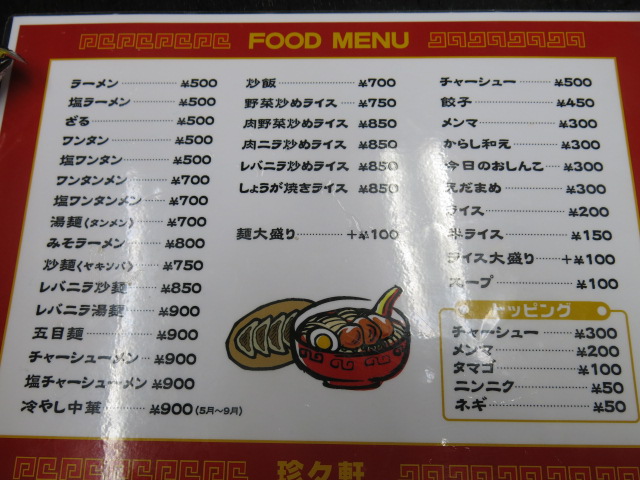 FOOD MENU
ラーメン ¥500
塩ラーメン ¥500
ざる ¥500
ワンタン ¥500
塩ワンタン ¥500
ワンタンメン ¥700
塩ワンタンメン ¥700
湯麺(タンメン) ¥700
みそラーメン ¥800
炒麺(ヤキソバ) ¥750
レバニラ炒麺 ¥850
レバニラ湯麺 ¥900
五目麺 ¥900
チャーシューメン ¥900
塩チャーシューメン ¥900
冷やし中華 ¥900(5月〜9月)
炒飯 ¥700
野菜炒めライス ¥750
肉野菜炒めライス ¥850
肉ニラ炒めライス ¥850
レバニラ炒めライス ¥850
しょうが焼きライス ¥850
麺大盛り +¥100
チャーシュー ¥500
餃子 ¥450
メンマ ¥300
からし和え ¥300
今日のおしんこ ¥300
えだまめ ¥300
ライス ¥200
半ライス ¥150
ライス大盛り +¥100
スープ ¥100
トッピング
チャーシュー ¥300
メンマ ¥200
タマゴ ¥100
ニンニク ¥50
ネギ ¥50
珍々軒